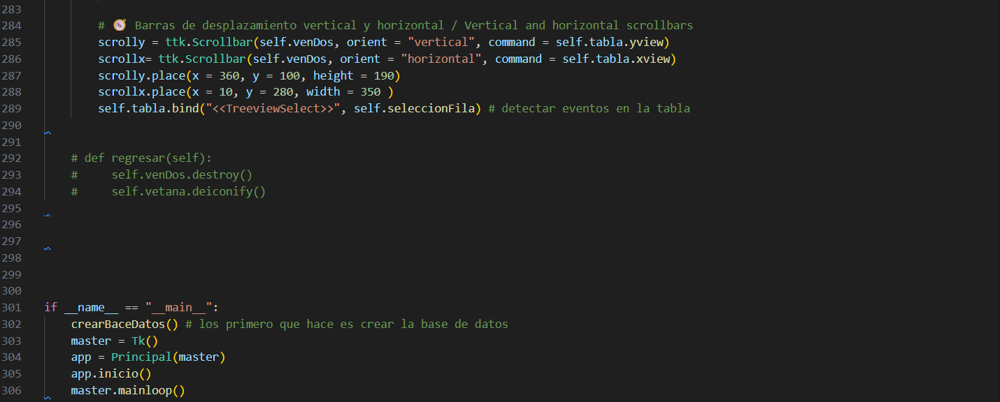 283
284 # 🧭 Barras de desplazamiento vertical y horizontal / Vertical and horizontal scrollbars
285 scrolly = ttk.Scrollbar(self.venDos, orient = "vertical", command = self.tabla.yview)
286 scrollx= ttk.Scrollbar(self.venDos, orient = "horizontal", command = self.tabla.xview)
287 scrolly.place(x = 360, y = 100, height = 190)
288 scrollx.place(x = 10, y = 280, width = 350 )
289 self.tabla.bind("<<TreeviewSelect>>", self.seleccionFila) # detectar eventos en la tabla
290
291
292 # def regresar(self):
293 #     self.venDos.destroy()
294 #     self.vetana.deiconify()
295
296
297
298
299
300
301 if __name__ == "__main__":
302 crearBaceDatos() # los primero que hace es crear la base de datos
303 master = Tk()
304 app = Principal(master)
305 app.inicio()
306 master.mainloop()